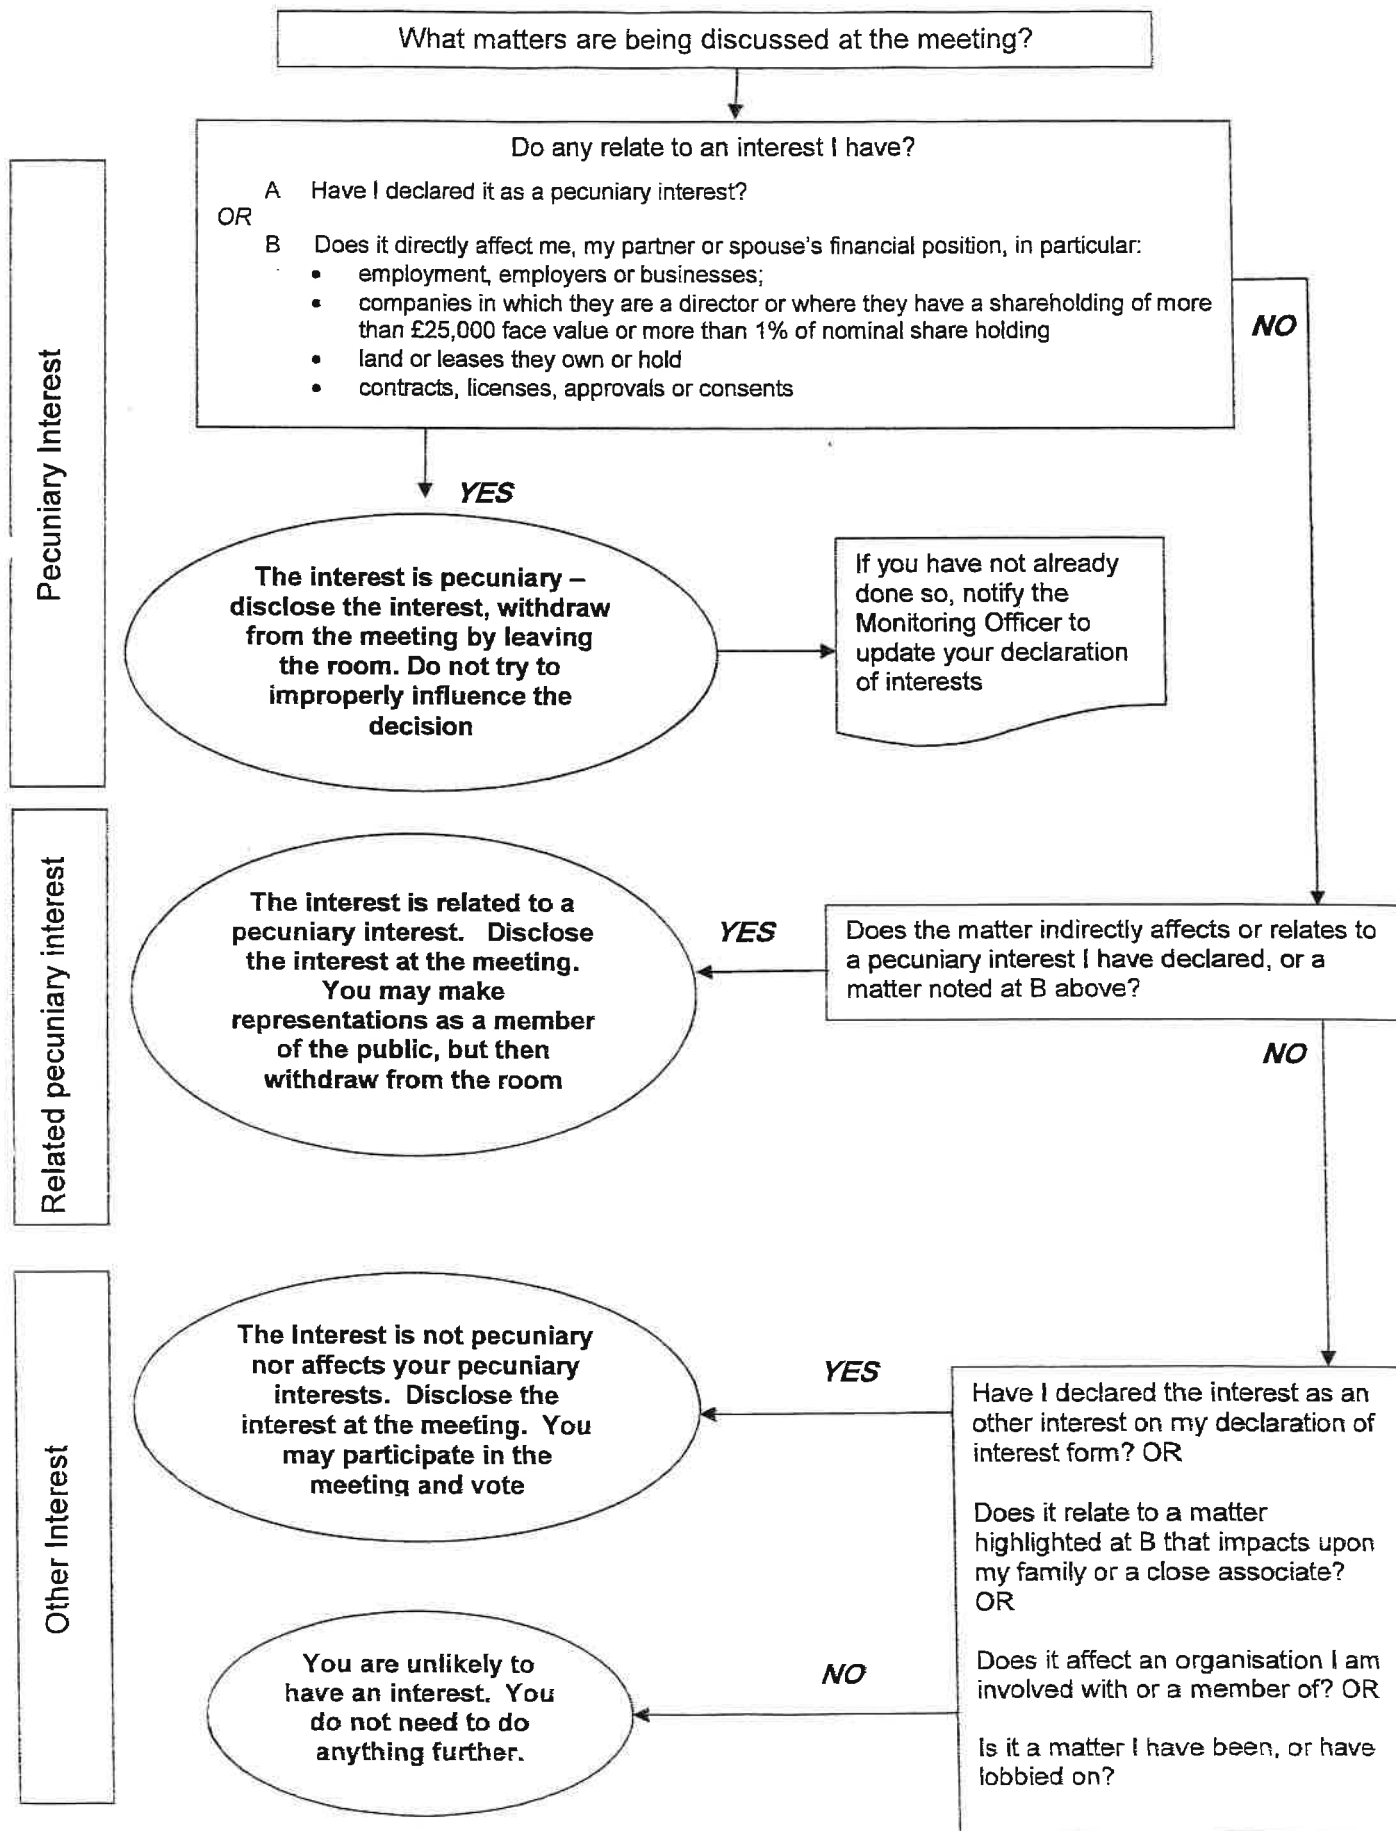 What matters are being discussed at the meeting?
Pecuniary Interest
Do any relate to an interest I have?
A Have I declared it as a pecuniary interest?
OR
B Does it directly affect me, my partner or spouse's financial position, in particular:
• employment, employers or businesses;
• companies in which they are a director or where they have a shareholding of more
than £25,000 face value or more than 1% of nominal share holding
• land or leases they own or hold
• contracts, licenses, approvals or consents
NO
YES
The interest is pecuniary –
disclose the interest, withdraw
from the meeting by leaving
the room. Do not try to
improperly influence the
decision
If you have not already
done so, notify the
Monitoring Officer to
update your declaration
of interests
Related pecuniary interest
The interest is related to a
pecuniary interest. Disclose
the interest at the meeting.
You may make
representations as a member
of the public, but then
withdraw from the room
YES
Does the matter indirectly affects or relates to
a pecuniary interest I have declared, or a
matter noted at B above?
NO
Other Interest
The Interest is not pecuniary
nor affects your pecuniary
interests. Disclose the
interest at the meeting. You
may participate in the
meeting and vote
YES
Have I declared the interest as an
other interest on my declaration of
interest form? OR
Does it relate to a matter
highlighted at B that impacts upon
my family or a close associate?
OR
Does it affect an organisation I am
involved with or a member of? OR
Is it a matter I have been, or have
lobbied on?
NO
You are unlikely to
have an interest. You
do not need to do
anything further.